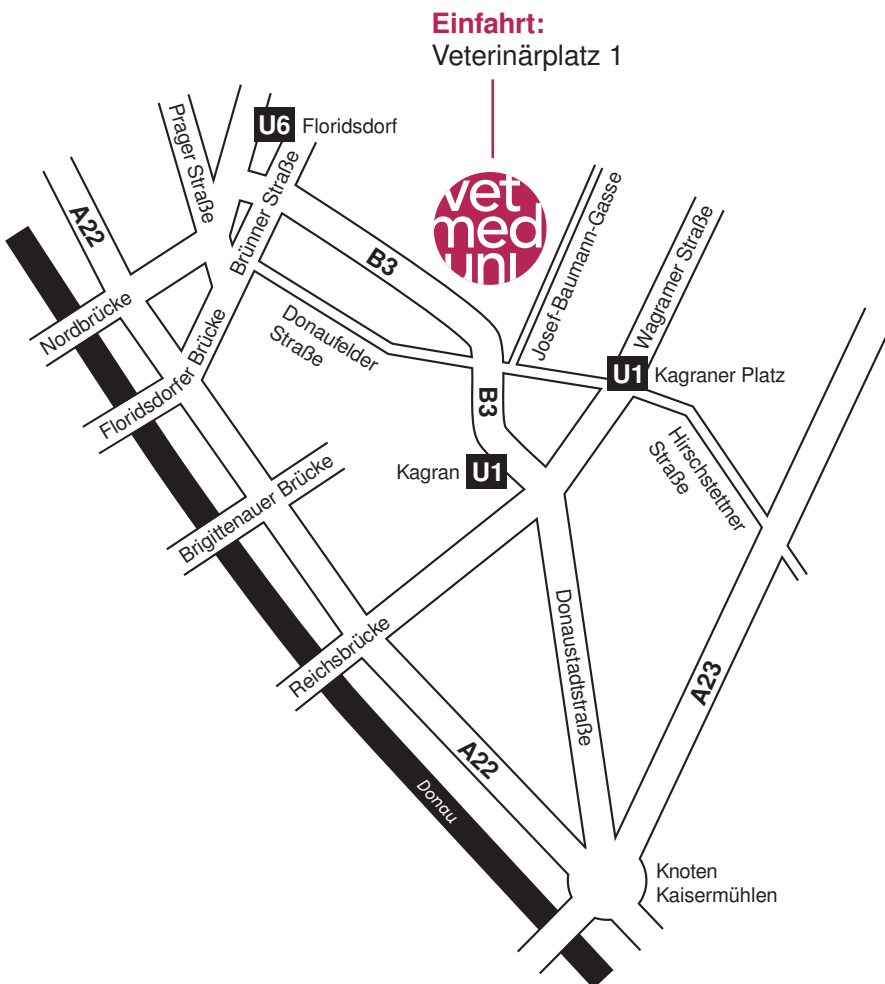 Einfahrt:
Veterinärplatz 1
Prager Straße
U6 Floridsdorf
vet
med
uni
A22
Brünner Straße
B3
Josef-Baumann-Gasse
Wagramer Straße
Nordbrücke
Donaufelder
Straße
Floridsdorfer Brücke
B3
U1 Kagraner Platz
Hirschstettner
Straße
Kagran U1
Brigittenauer Brücke
Reichsbrücke
Donaustadtstraße
A23
A22
Donau
Knoten
Kaisermühlen